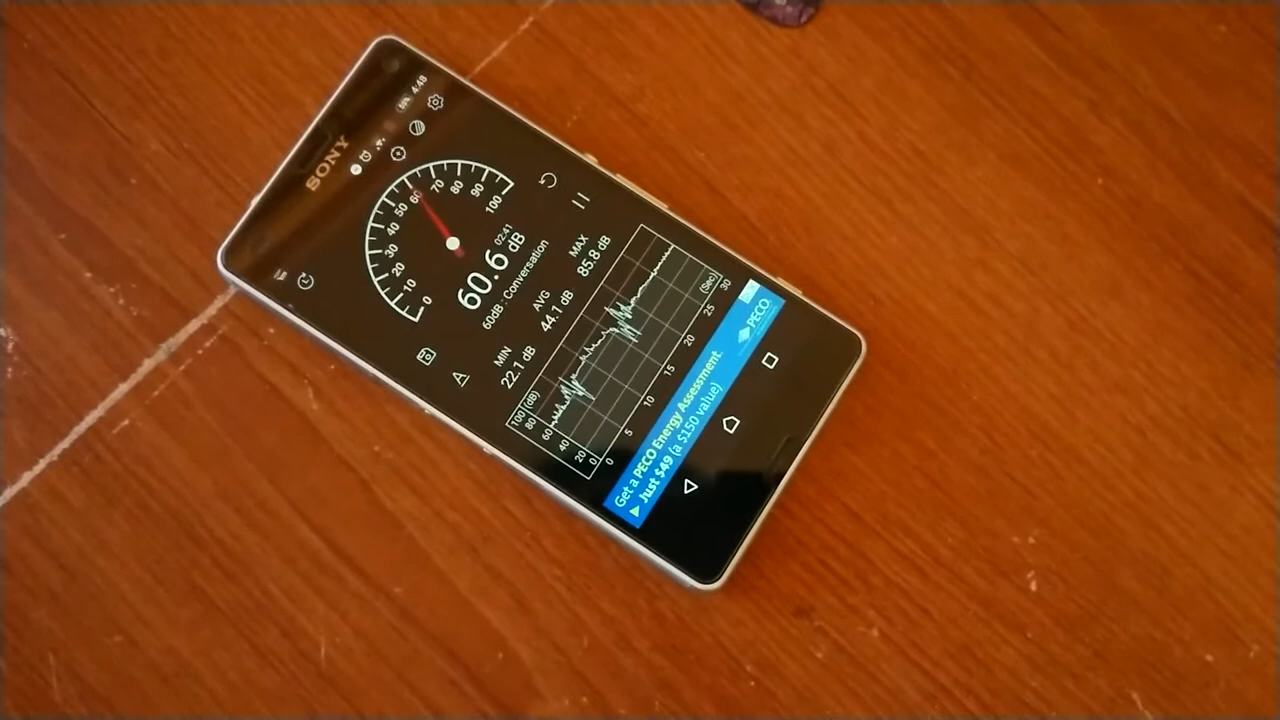 SONY
60% 4:48
0 10 20 30 40 50 60 70 80 90 100
02:41
60.6 dB
60dB : Conversation
MIN AVG MAX
22.1 dB 44.1 dB 85.8 dB
100 (dB)
80
60
40
20
0
0 5 10 15 20 25 30
(Sec)
Get a PECO Energy Assessment.
Just $49 (a $150 value)
PECO
A